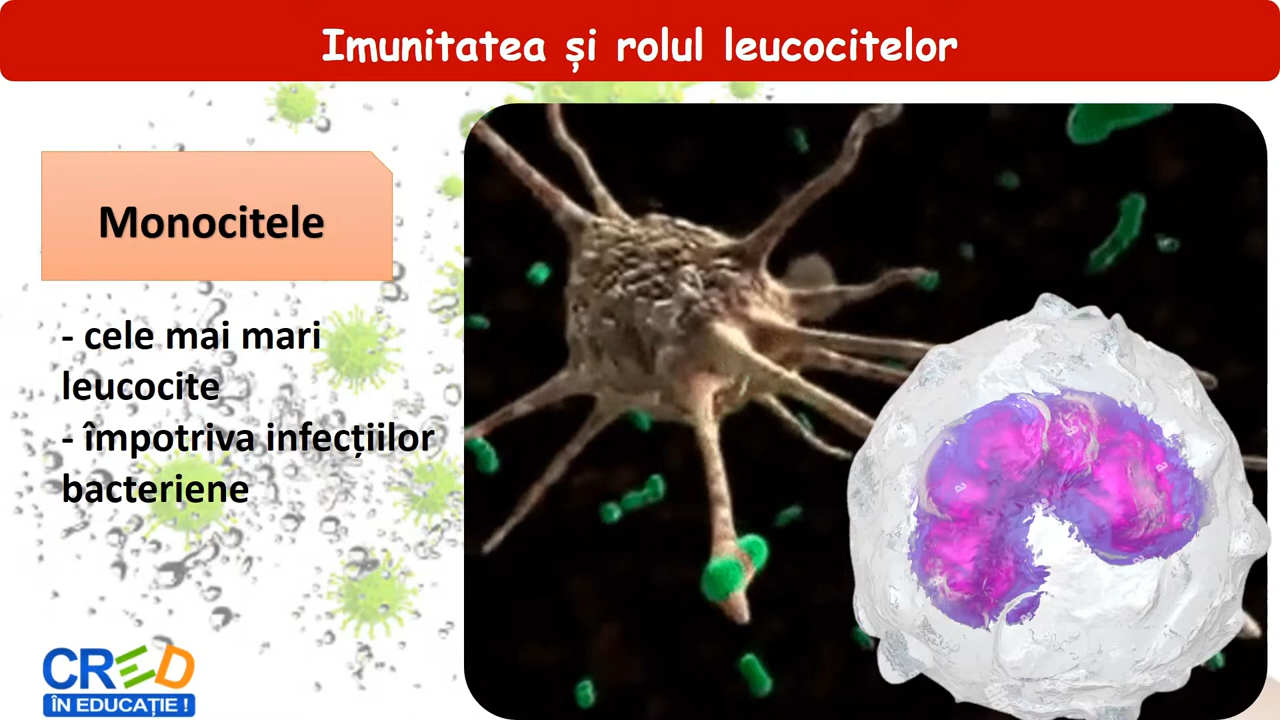 Imunitatea și rolul leucocitelor
Monocitele
- cele mai mari
leucocite
- împotriva infecțiilor
bacteriene
CRED
ÎN EDUCAȚIE !